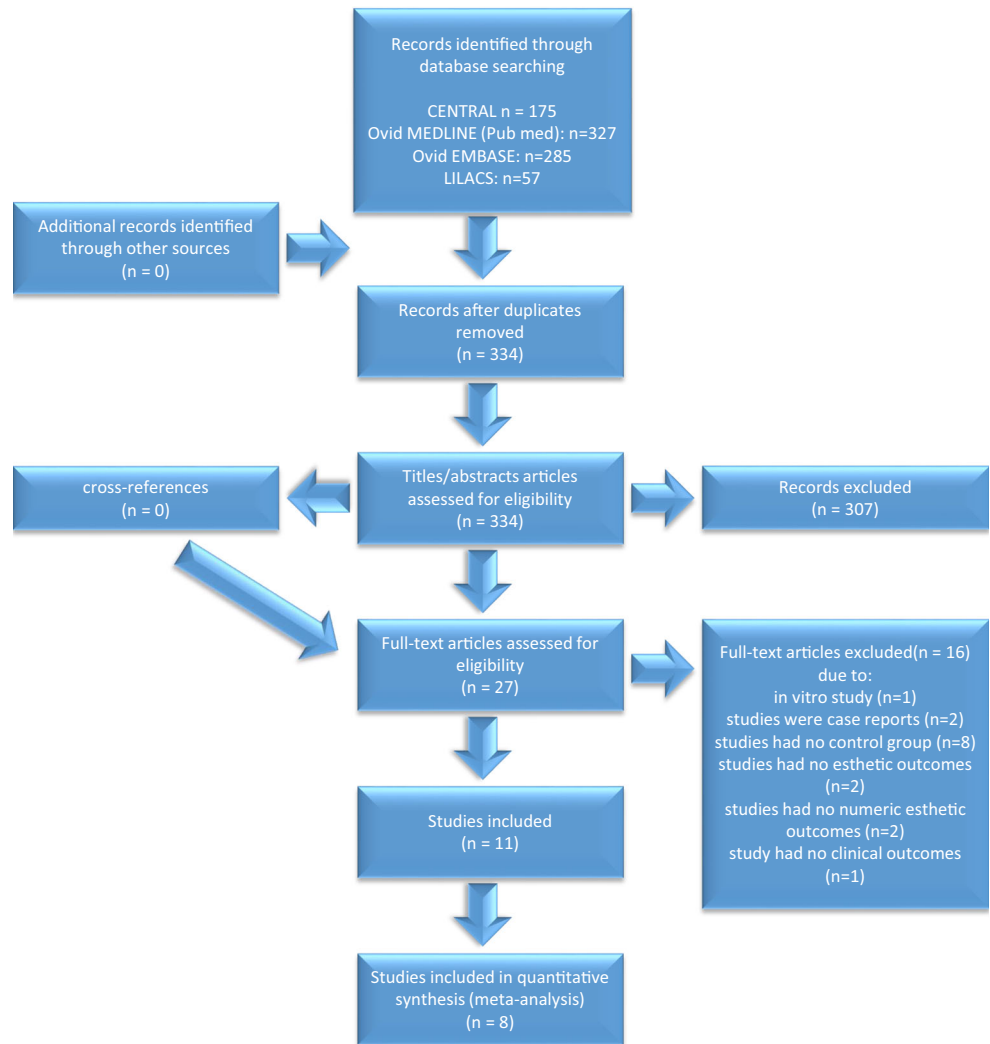 Records identified through
database searching
CENTRAL n = 175
Ovid MEDLINE (Pub med): n=327
Ovid EMBASE: n=285
LILACS: n=57
Additional records identified
through other sources
(n = 0)
Records after duplicates
removed
(n = 334)
Titles/abstracts articles
assessed for eligibility
(n = 334)
cross-references
(n = 0)
Records excluded
(n = 307)
Full-text articles assessed for
eligibility
(n = 27)
Full-text articles excluded(n = 16)
due to:
in vitro study (n=1)
studies were case reports (n=2)
studies had no control group (n=8)
studies had no esthetic outcomes
(n=2)
studies had no numeric esthetic
outcomes (n=2)
study had no clinical outcomes
(n=1)
Studies included
(n = 11)
Studies included in quantitative
synthesis (meta-analysis)
(n = 8)